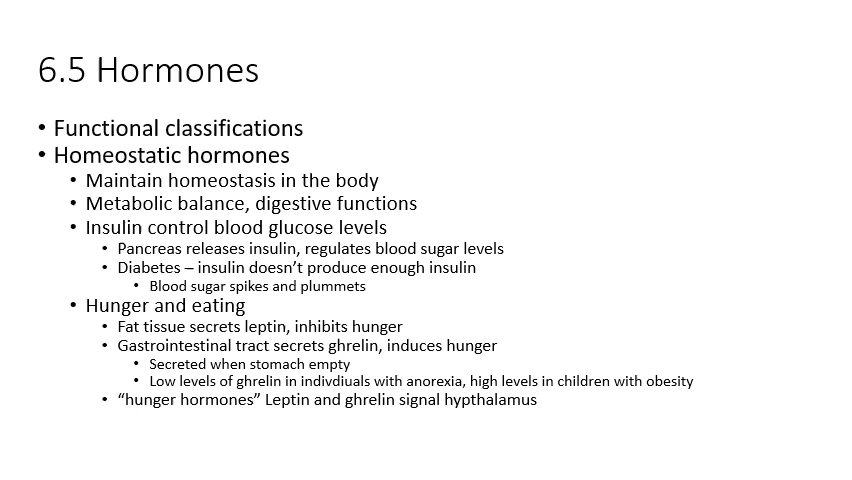 6.5 Hormones
• Functional classifications
• Homeostatic hormones
• Maintain homeostasis in the body
• Metabolic balance, digestive functions
• Insulin control blood glucose levels
• Pancreas releases insulin, regulates blood sugar levels
• Diabetes – insulin doesn’t produce enough insulin
• Blood sugar spikes and plummets
• Hunger and eating
• Fat tissue secrets leptin, inhibits hunger
• Gastrointestinal tract secrets ghrelin, induces hunger
• Secreted when stomach empty
• Low levels of ghrelin in indivdiuals with anorexia, high levels in children with obesity
• “hunger hormones” Leptin and ghrelin signal hypthalamus